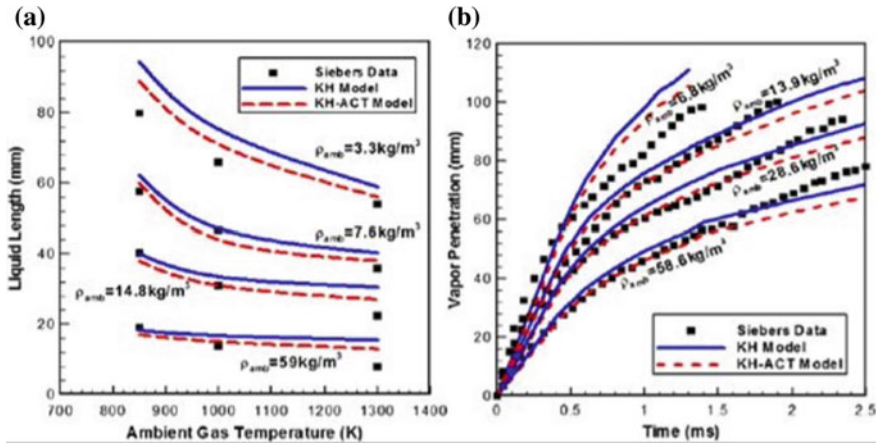 (a)
100
80
60
40
20
0
Liquid Length (mm)
Siebers Data
KH Model
KH-ACT Model
ρamb=3.3kg/m³
ρamb=7.6kg/m³
ρamb=14.8kg/m³
ρamb=59kg/m³
700 800 900 1000 1100 1200 1300 1400
Ambient Gas Temperature (K)
(b)
120
100
80
60
40
20
0
Vapor Penetration (mm)
ρamb=6.8kg/m³
ρamb=13.9kg/m³
ρamb=28.6kg/m³
ρamb=58.6kg/m³
Siebers Data
KH Model
KH-ACT Model
0 0.5 1 1.5 2 2.5
Time (ms)